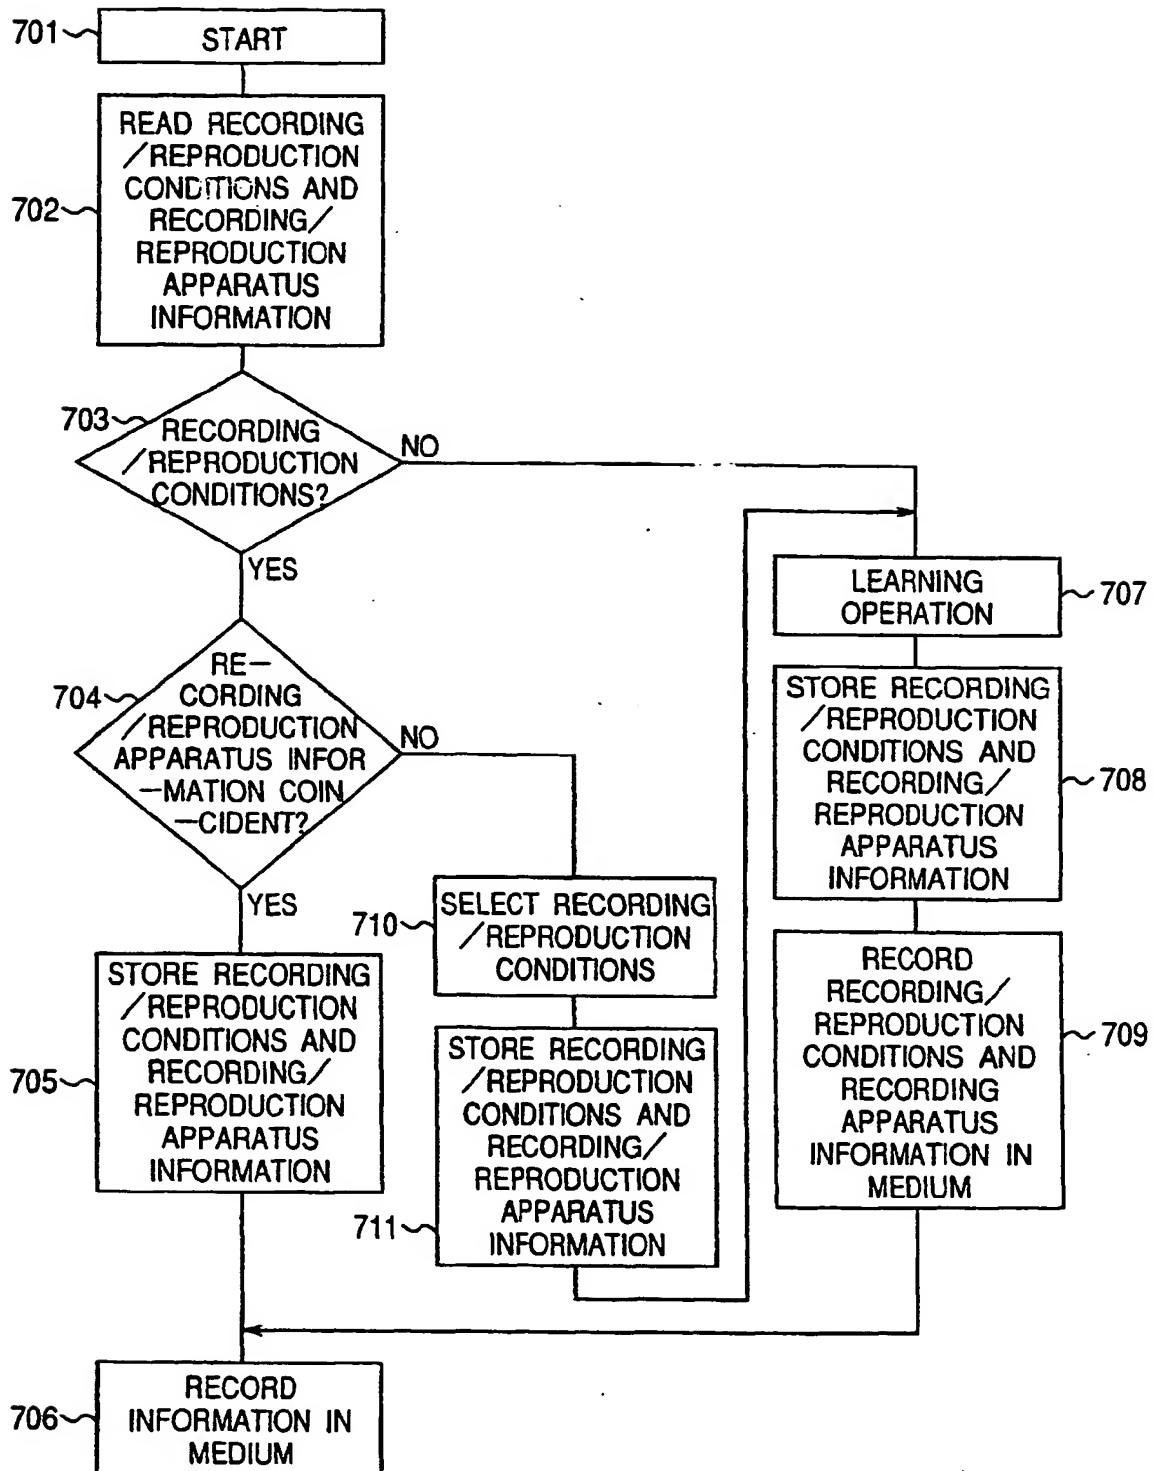 701
START
702
READ RECORDING
/REPRODUCTION
CONDITIONS AND
RECORDING/
REPRODUCTION
APPARATUS
INFORMATION
703
RECORDING
/REPRODUCTION
CONDITIONS?
NO
YES
704
RE-
CORDING
/REPRODUCTION
APPARATUS INFOR
-MATION COIN
-CIDENT?
NO
YES
705
STORE RECORDING
/REPRODUCTION
CONDITIONS AND
RECORDING/
REPRODUCTION
APPARATUS
INFORMATION
710
SELECT RECORDING
/REPRODUCTION
CONDITIONS
711
STORE RECORDING
/REPRODUCTION
CONDITIONS AND
RECORDING/
REPRODUCTION
APPARATUS
INFORMATION
LEARNING
OPERATION
707
STORE RECORDING
/REPRODUCTION
CONDITIONS AND
RECORDING/
REPRODUCTION
APPARATUS
INFORMATION
708
RECORD
RECORDING/
REPRODUCTION
CONDITIONS AND
RECORDING
APPARATUS
INFORMATION IN
MEDIUM
709
706
RECORD
INFORMATION IN
MEDIUM